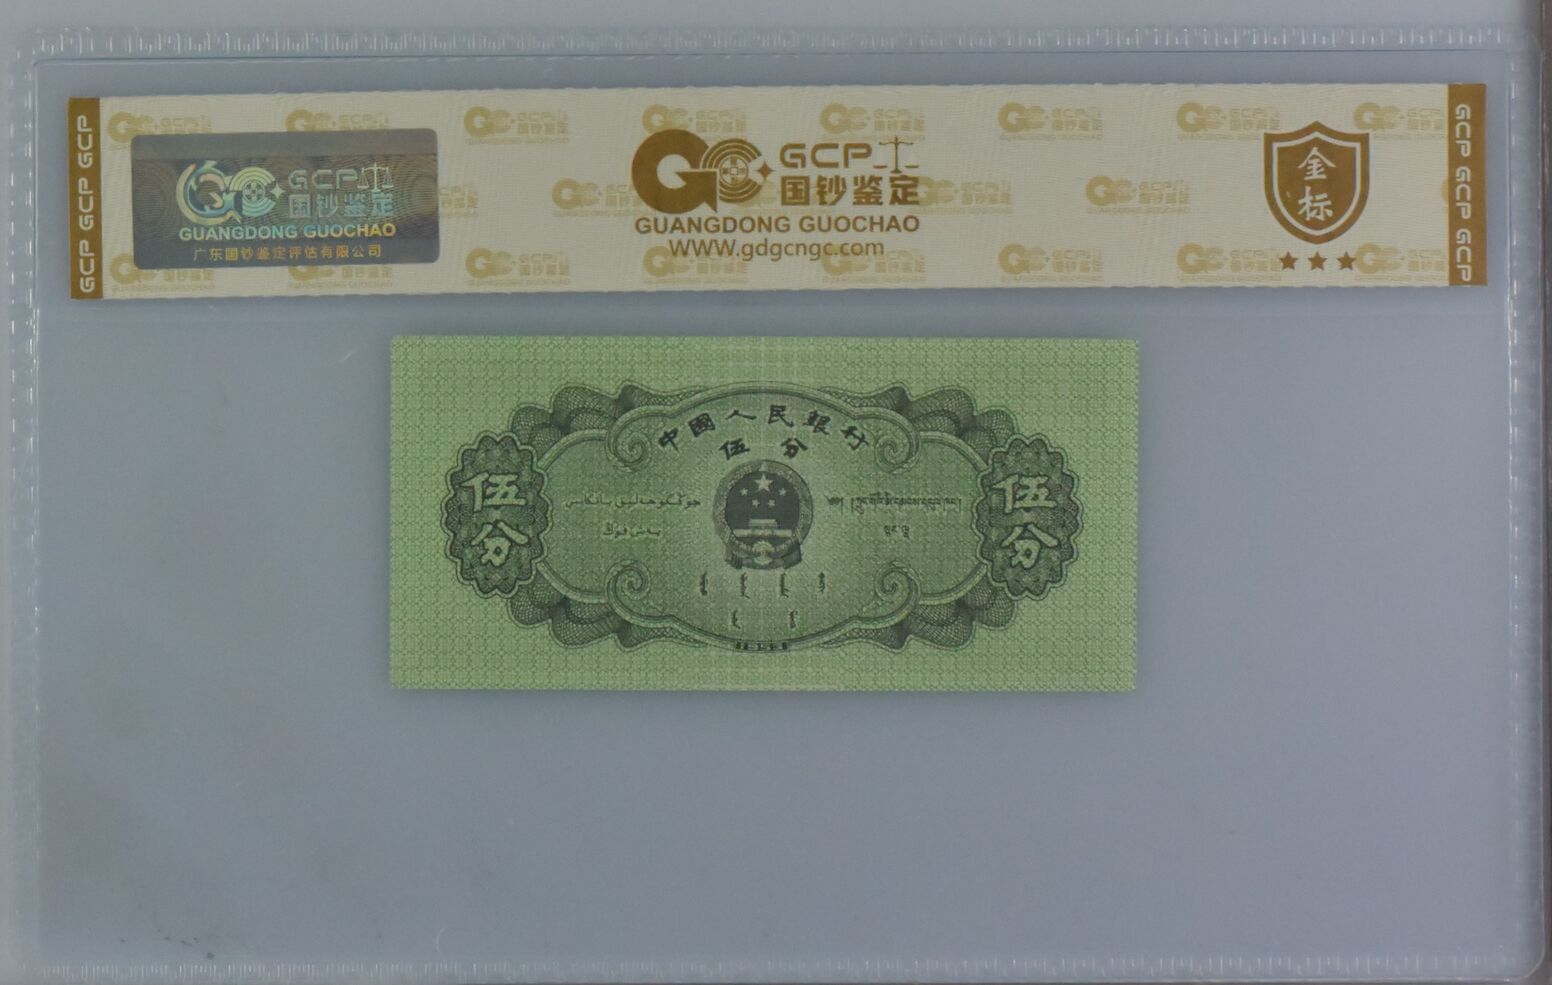 GCP GCP GCP
GCP
国钞鉴定
GUANGDONG GUOCHAO
广东国钞鉴定评估有限公司
GCP
国钞鉴定
GUANGDONG GUOCHAO
WWW.gdgcngc.com
金
标
GCP GCP GCP
中國人民銀行
伍分
伍
分
伍
分